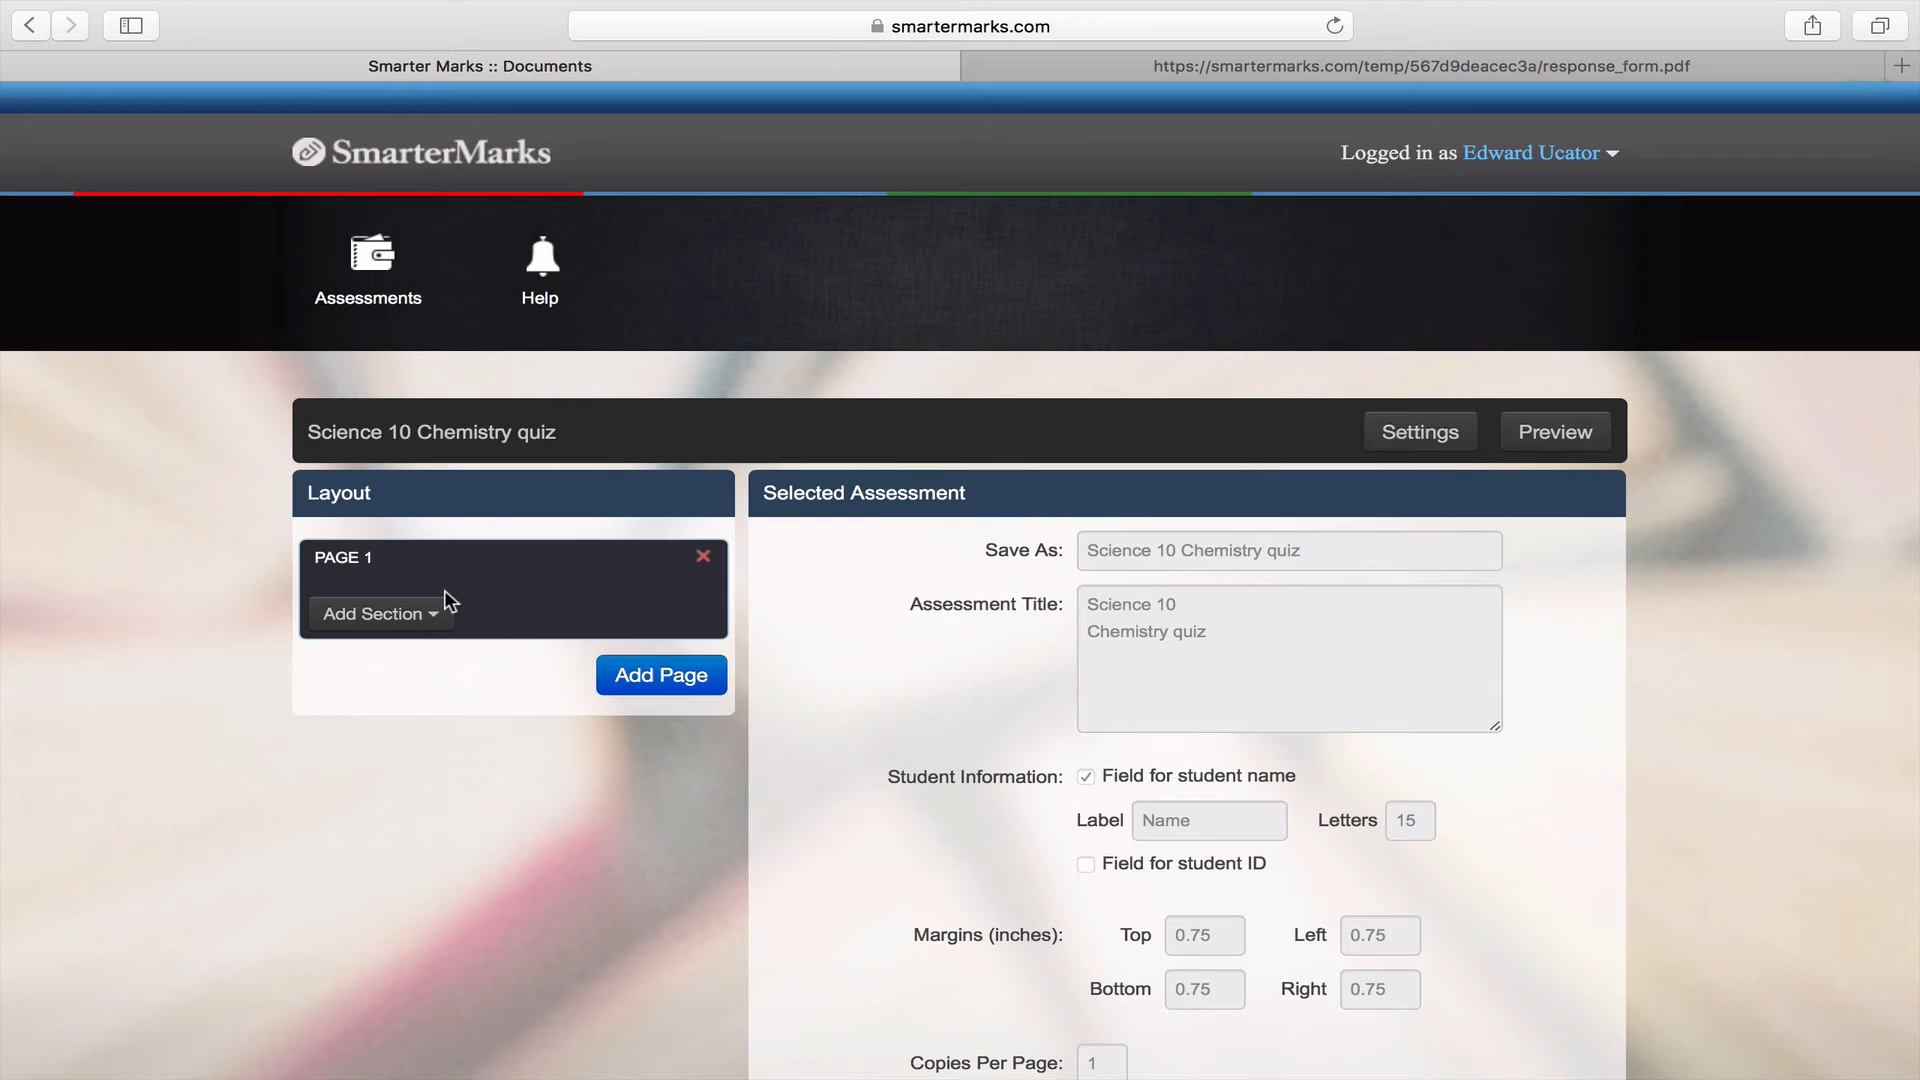 smartermarks.com
Smarter Marks :: Documents
https://smartermarks.com/temp/567d9deacec3a/response_form.pdf
SmarterMarks
Logged in as Edward Ucator
Assessments
Help
Science 10 Chemistry quiz
Settings
Preview
Layout
Selected Assessment
PAGE 1
Add Section
Add Page
Save As:
Science 10 Chemistry quiz
Assessment Title:
Science 10
Chemistry quiz
Student Information:
Field for student name
Label
Name
Letters
15
Field for student ID
Margins (inches):
Top
0.75
Left
0.75
Bottom
0.75
Right
0.75
Copies Per Page:
1